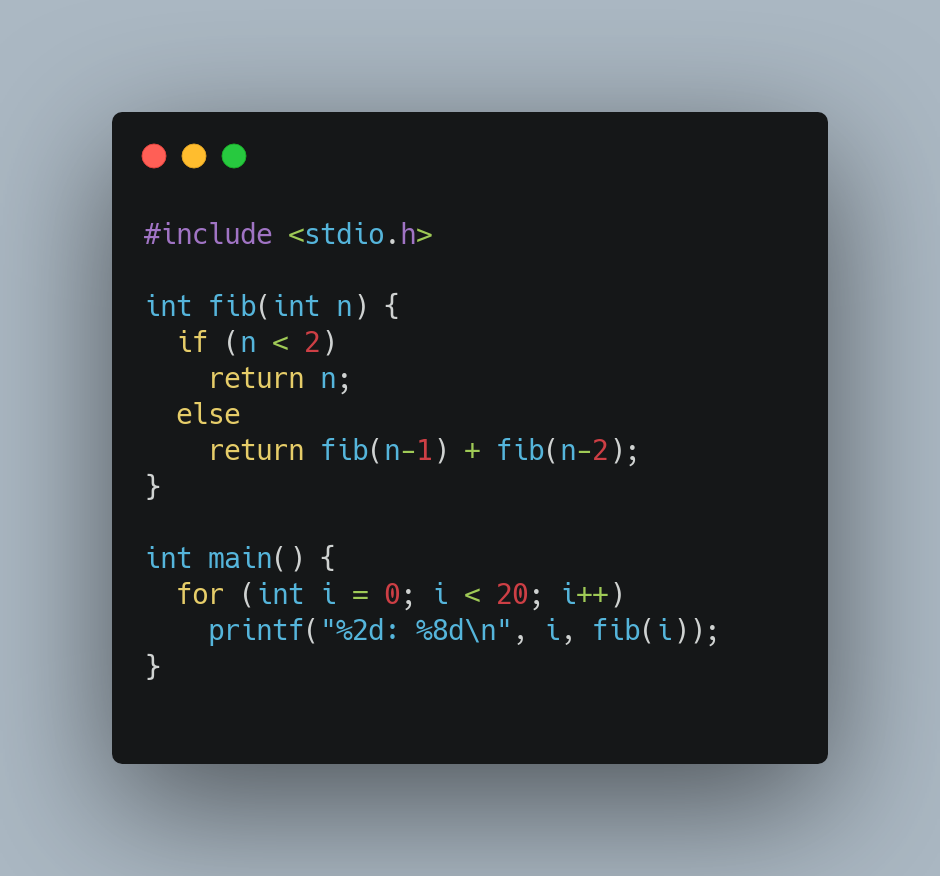 #include <stdio.h>

int fib(int n) {
  if (n < 2)
    return n;
  else
    return fib(n-1) + fib(n-2);
}

int main() {
  for (int i = 0; i < 20; i++)
    printf("%2d: %8d\n", i, fib(i));
}